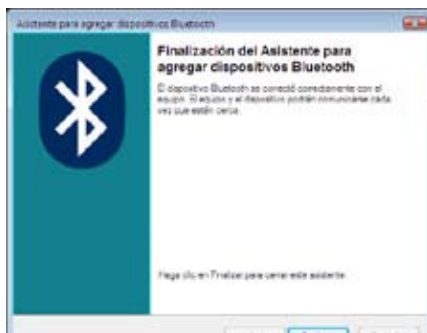 Asistente para agregar dispositivos Bluetooth
Finalización del Asistente para
agregar dispositivos Bluetooth
El dispositivo Bluetooth se conectó correctamente con el
equipo. El equipo y el dispositivo podrán comunicarse cada
vez que estén cerca.
Haga clic en Finalizar para cerrar este asistente.